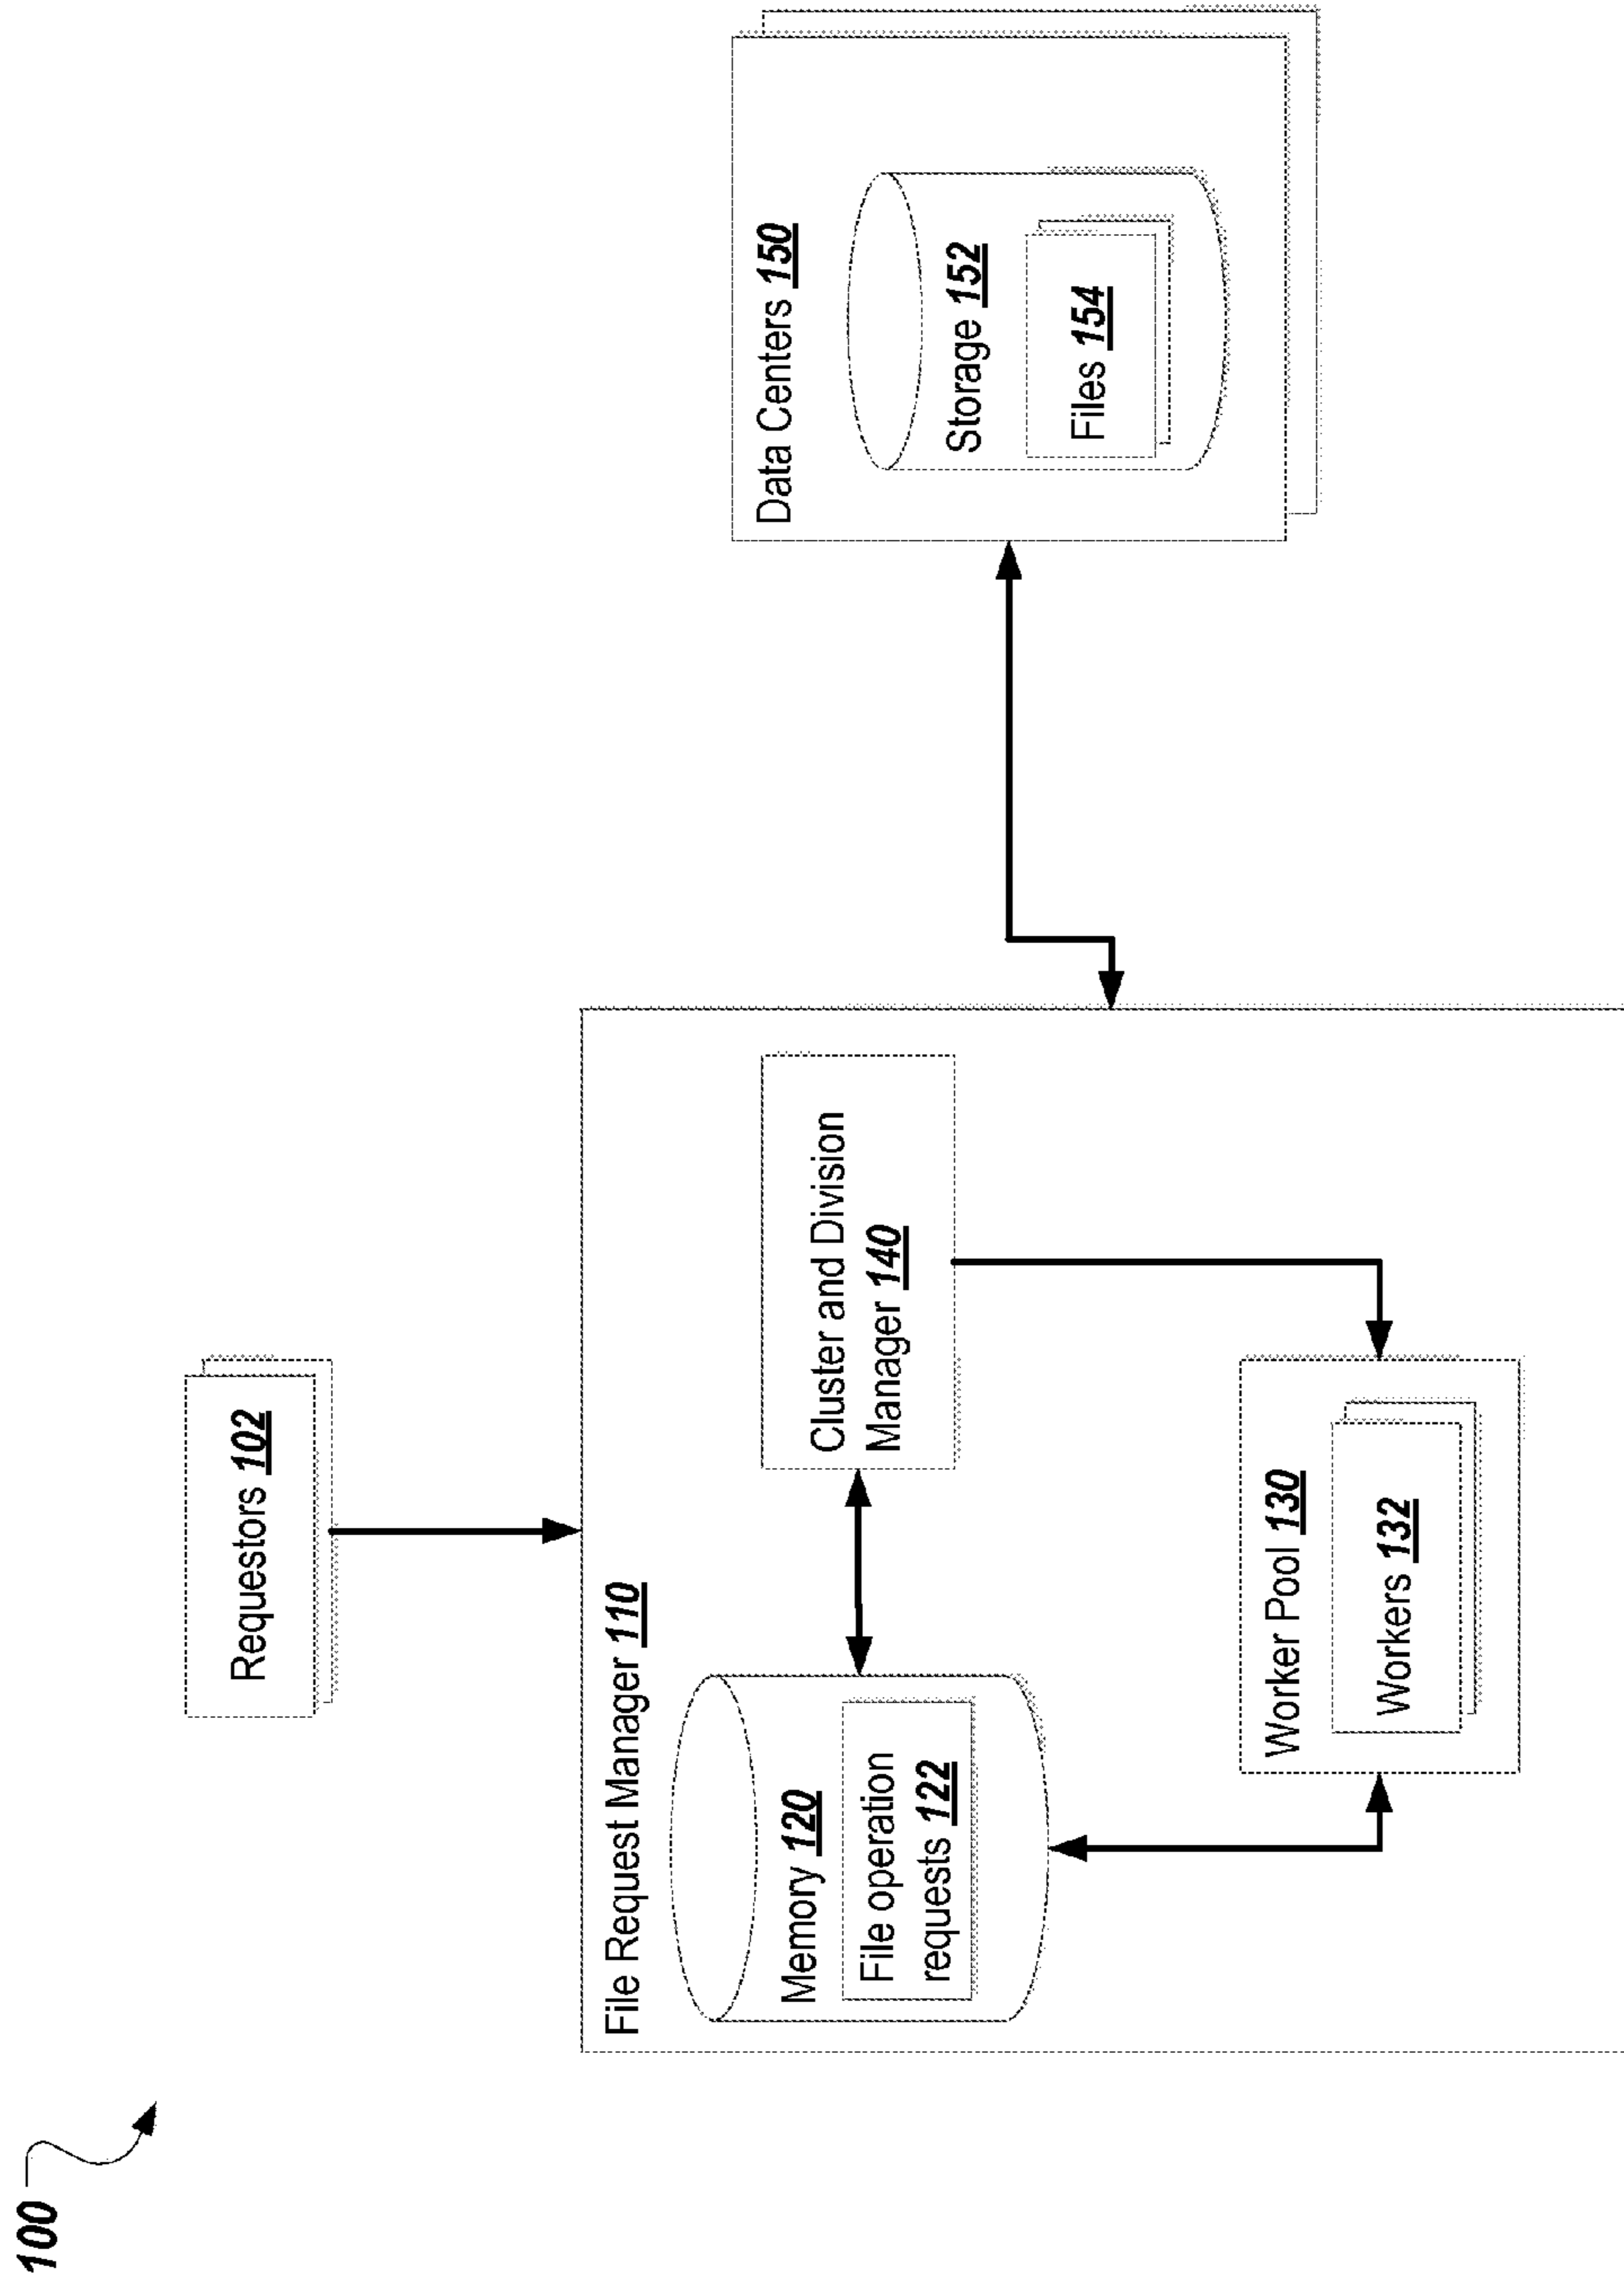 100
Requestors 102
File Request Manager 110
Memory 120
File operation
requests 122
Cluster and Division
Manager 140
Worker Pool 130
Workers 132
Data Centers 150
Storage 152
Files 154